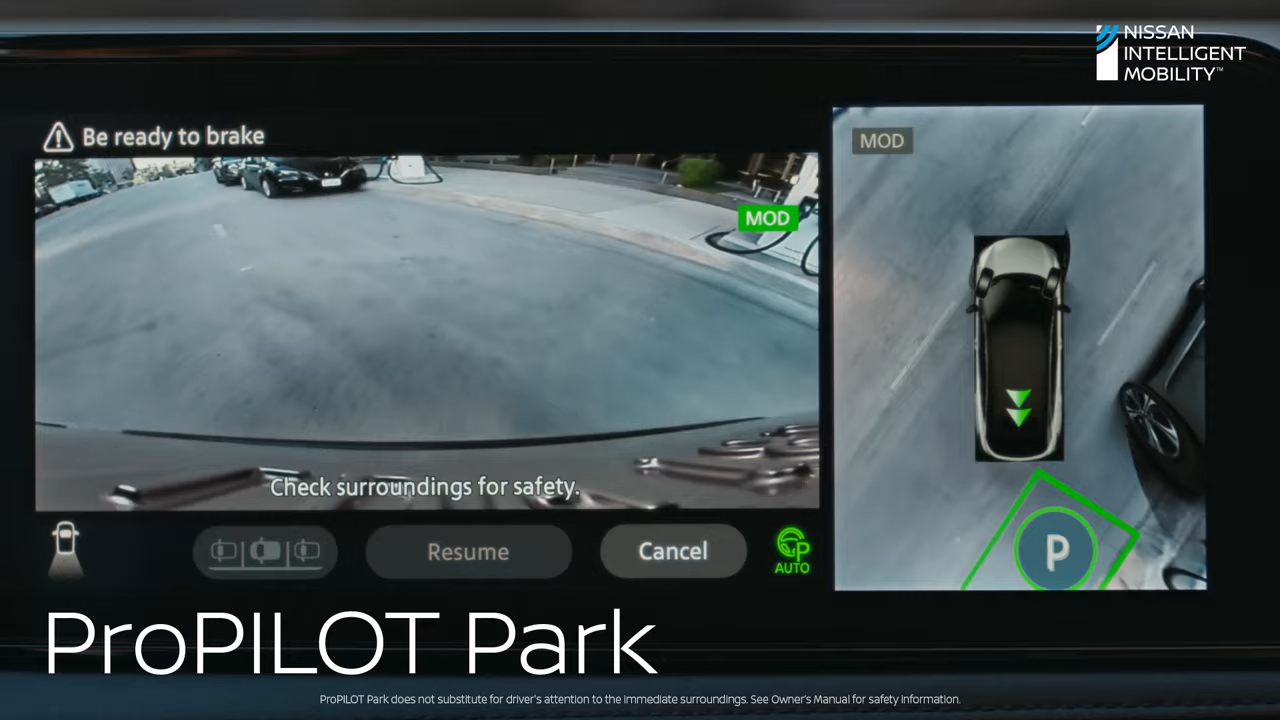 NISSAN
INTELLIGENT
MOBILITY™
Be ready to brake
MOD
MOD
Check surroundings for safety.
Resume
Cancel
P
AUTO
P
ProPILOT Park
ProPILOT Park does not substitute for driver's attention to the immediate surroundings. See Owner's Manual for safety information.